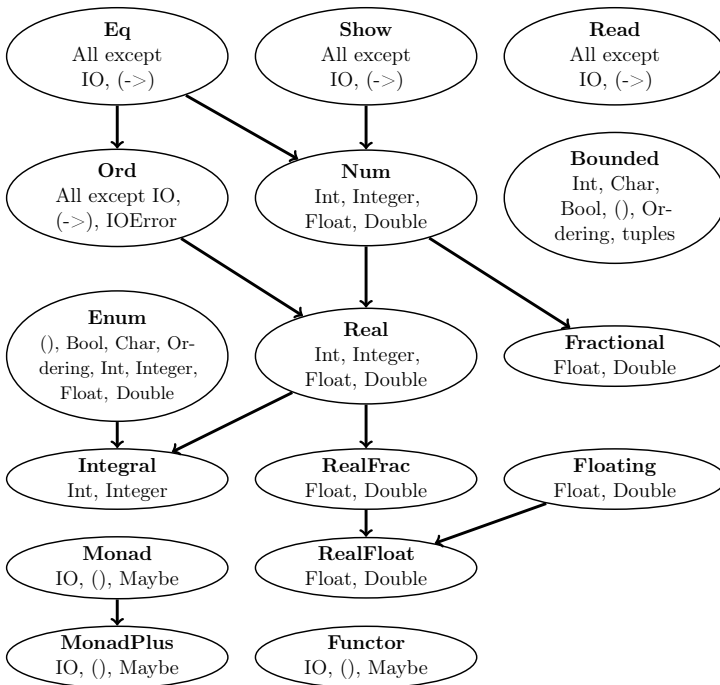 Eq
All except
IO, (->)
Show
All except
IO, (->)
Read
All except
IO, (->)
Ord
All except IO,
(->), IOError
Num
Int, Integer,
Float, Double
Bounded
Int, Char,
Bool, (), Or-
dering, tuples
Enum
(), Bool, Char, Or-
dering, Int, Integer,
Float, Double
Real
Int, Integer,
Float, Double
Fractional
Float, Double
Integral
Int, Integer
RealFrac
Float, Double
Floating
Float, Double
Monad
IO, (), Maybe
RealFloat
Float, Double
MonadPlus
IO, (), Maybe
Functor
IO, (), Maybe